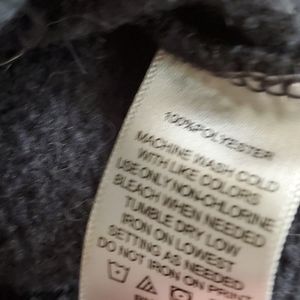 100%POLYESTER
MACHINE WASH COLD
WITH LIKE COLORS
USE ONLY NON-CHLORINE
BLEACH WHEN NEEDED
TUMBLE DRY LOW
IRON ON LOWEST
SETTING AS NEEDED
DO NOT IRON ON